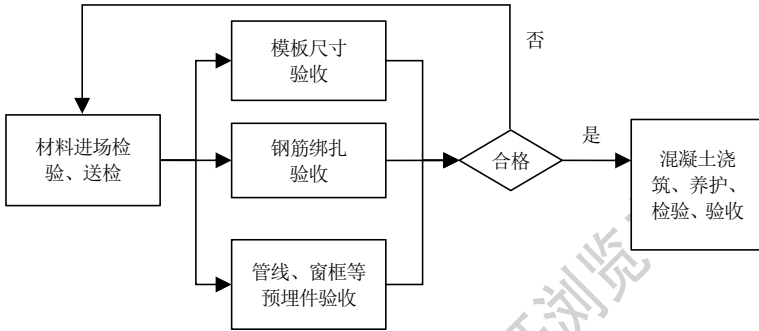 否
模板尺寸
验收
材料进场检
验、送检
钢筋绑扎
验收
合格
是
混凝土浇
筑、养护、
检验、验收
管线、窗框等
预埋件验收
浏览